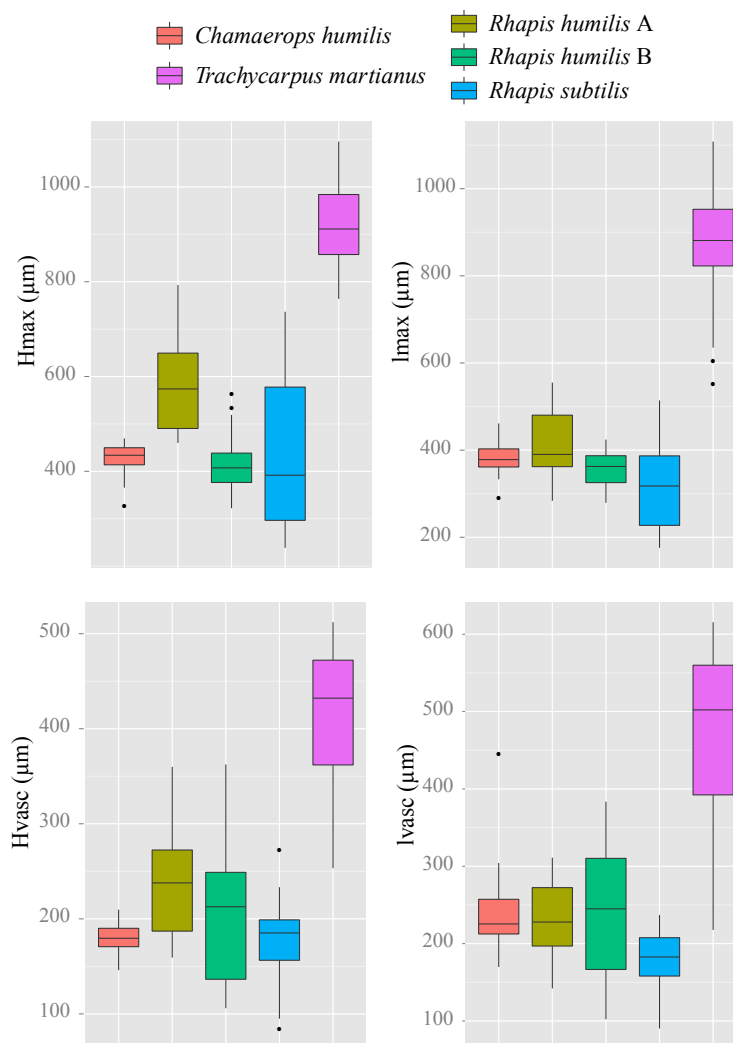 Chamaerops humilis
Trachycarpus martianus
Rhapis humilis A
Rhapis humilis B
Rhapis subtilis
Hmax (µm)
1000
800
600
400
lmax (µm)
1000
800
600
400
200
Hvasc (µm)
500
400
300
200
100
lvasc (µm)
600
500
400
300
200
100